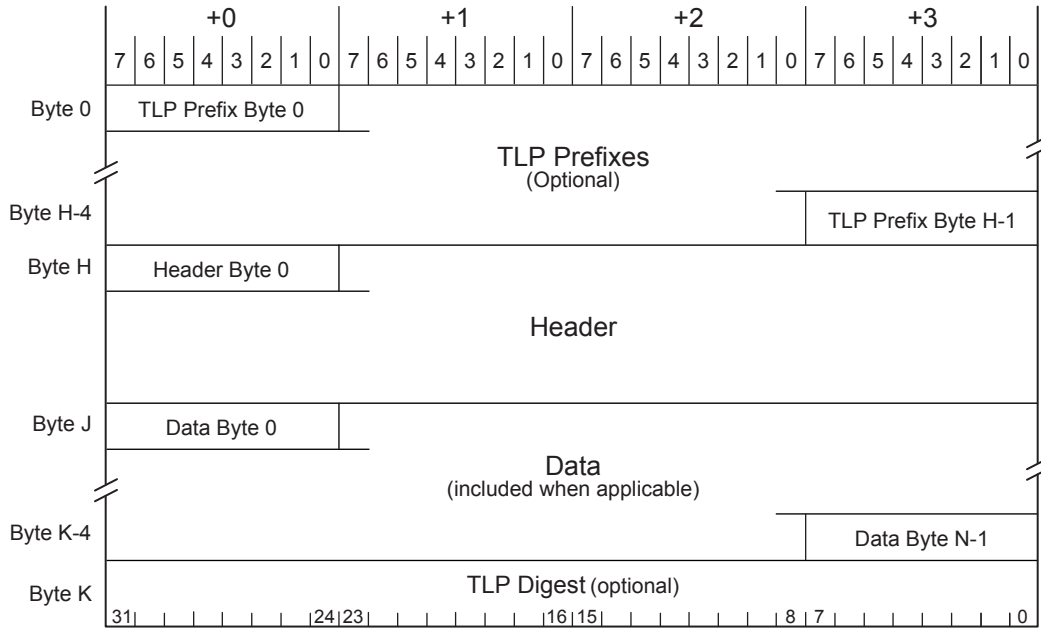 +0 +1 +2 +3
7 6 5 4 3 2 1 0 7 6 5 4 3 2 1 0 7 6 5 4 3 2 1 0 7 6 5 4 3 2 1 0
Byte 0 TLP Prefix Byte 0
TLP Prefixes
(Optional)
Byte H-4 TLP Prefix Byte H-1
Byte H Header Byte 0
Header
Byte J Data Byte 0
Data
(included when applicable)
Byte K-4 Data Byte N-1
TLP Digest (optional)
Byte K
31 24 23 16 15 8 7 0